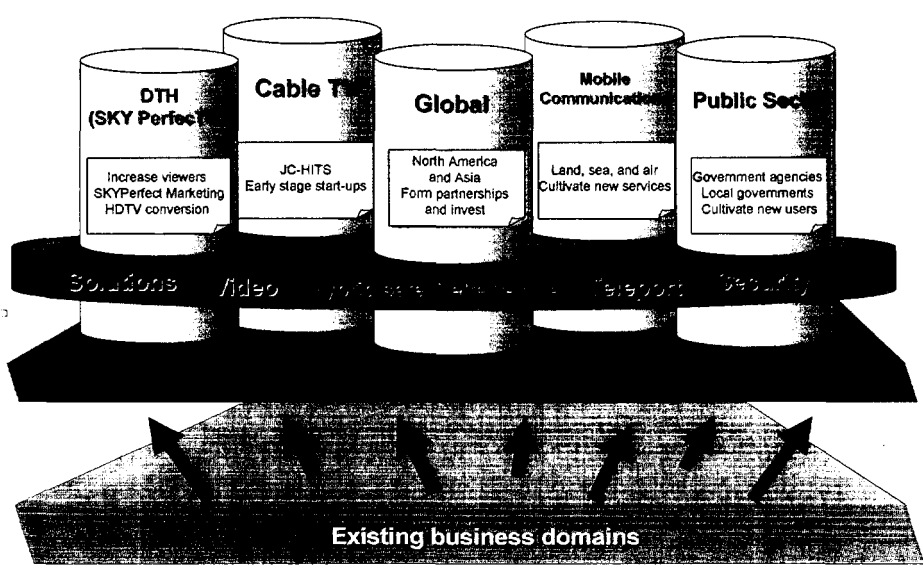 DTH
(SKY PerfecT
Cable TV
Global
Mobile
Communication
Public Sect
Increase viewers
SKYPerfect Marketing
HDTV conversion
JC-HITS
Early stage start-ups
North America
and Asia
Form partnerships
and invest
Land, sea, and air
Cultivate new services
Government agencies
Local governments
Cultivate new users
Solutions Video Teleport Security
Existing business domains